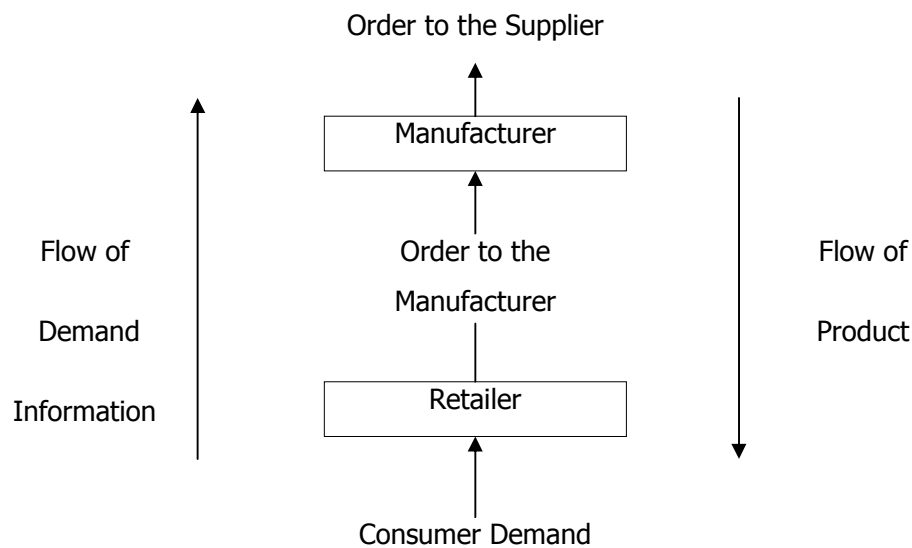 Order to the Supplier
Manufacturer
Flow of
Demand
Information
Order to the
Manufacturer
Flow of
Product
Retailer
Consumer Demand